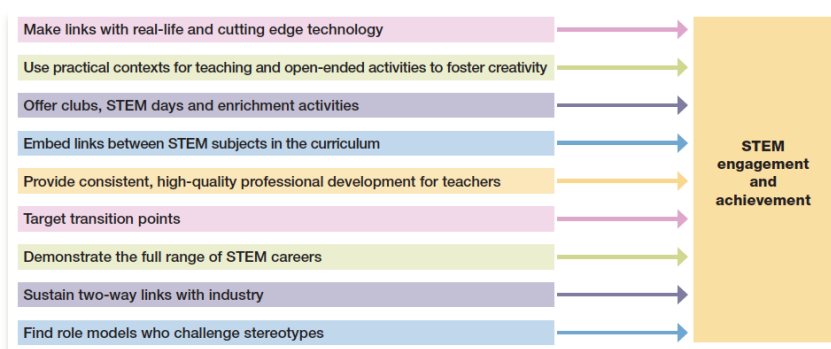 Make links with real-life and cutting edge technology
Use practical contexts for teaching and open-ended activities to foster creativity
Offer clubs, STEM days and enrichment activities
Embed links between STEM subjects in the curriculum
Provide consistent, high-quality professional development for teachers
Target transition points
Demonstrate the full range of STEM careers
Sustain two-way links with industry
Find role models who challenge stereotypes
STEM
engagement
and
achievement